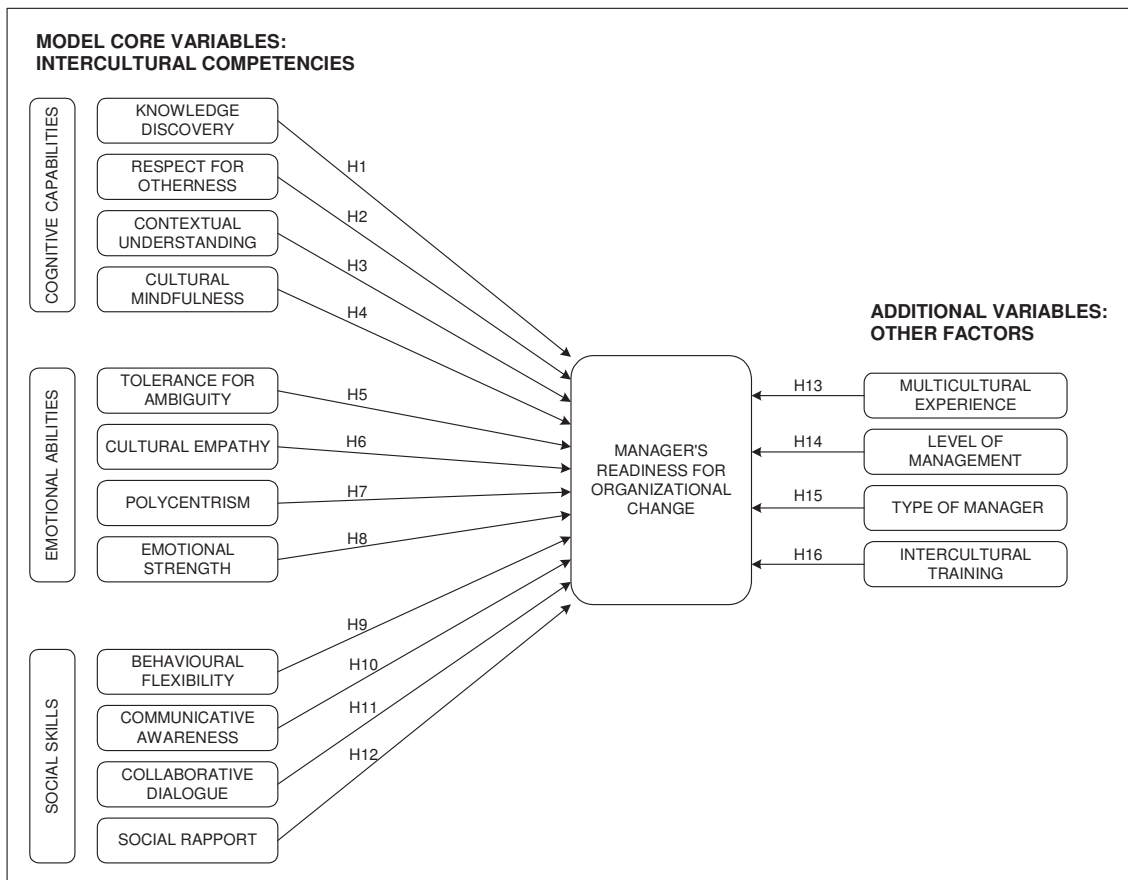 MODEL CORE VARIABLES:
INTERCULTURAL COMPETENCIES
COGNITIVE CAPABILITIES
KNOWLEDGE
DISCOVERY
RESPECT FOR
OTHERNESS
CONTEXTUAL
UNDERSTANDING
CULTURAL
MINDFULNESS
H1
H2
H3
H4
EMOTIONAL ABILITIES
TOLERANCE FOR
AMBIGUITY
CULTURAL EMPATHY
POLYCENTRISM
EMOTIONAL
STRENGTH
H5
H6
H7
H8
SOCIAL SKILLS
BEHAVIOURAL
FLEXIBILITY
COMMUNICATIVE
AWARENESS
COLLABORATIVE
DIALOGUE
SOCIAL RAPPORT
H9
H10
H11
H12
MANAGER'S
READINESS FOR
ORGANIZATIONAL
CHANGE
ADDITIONAL VARIABLES:
OTHER FACTORS
H13
MULTICULTURAL
EXPERIENCE
H14
LEVEL OF
MANAGEMENT
H15
TYPE OF MANAGER
H16
INTERCULTURAL
TRAINING